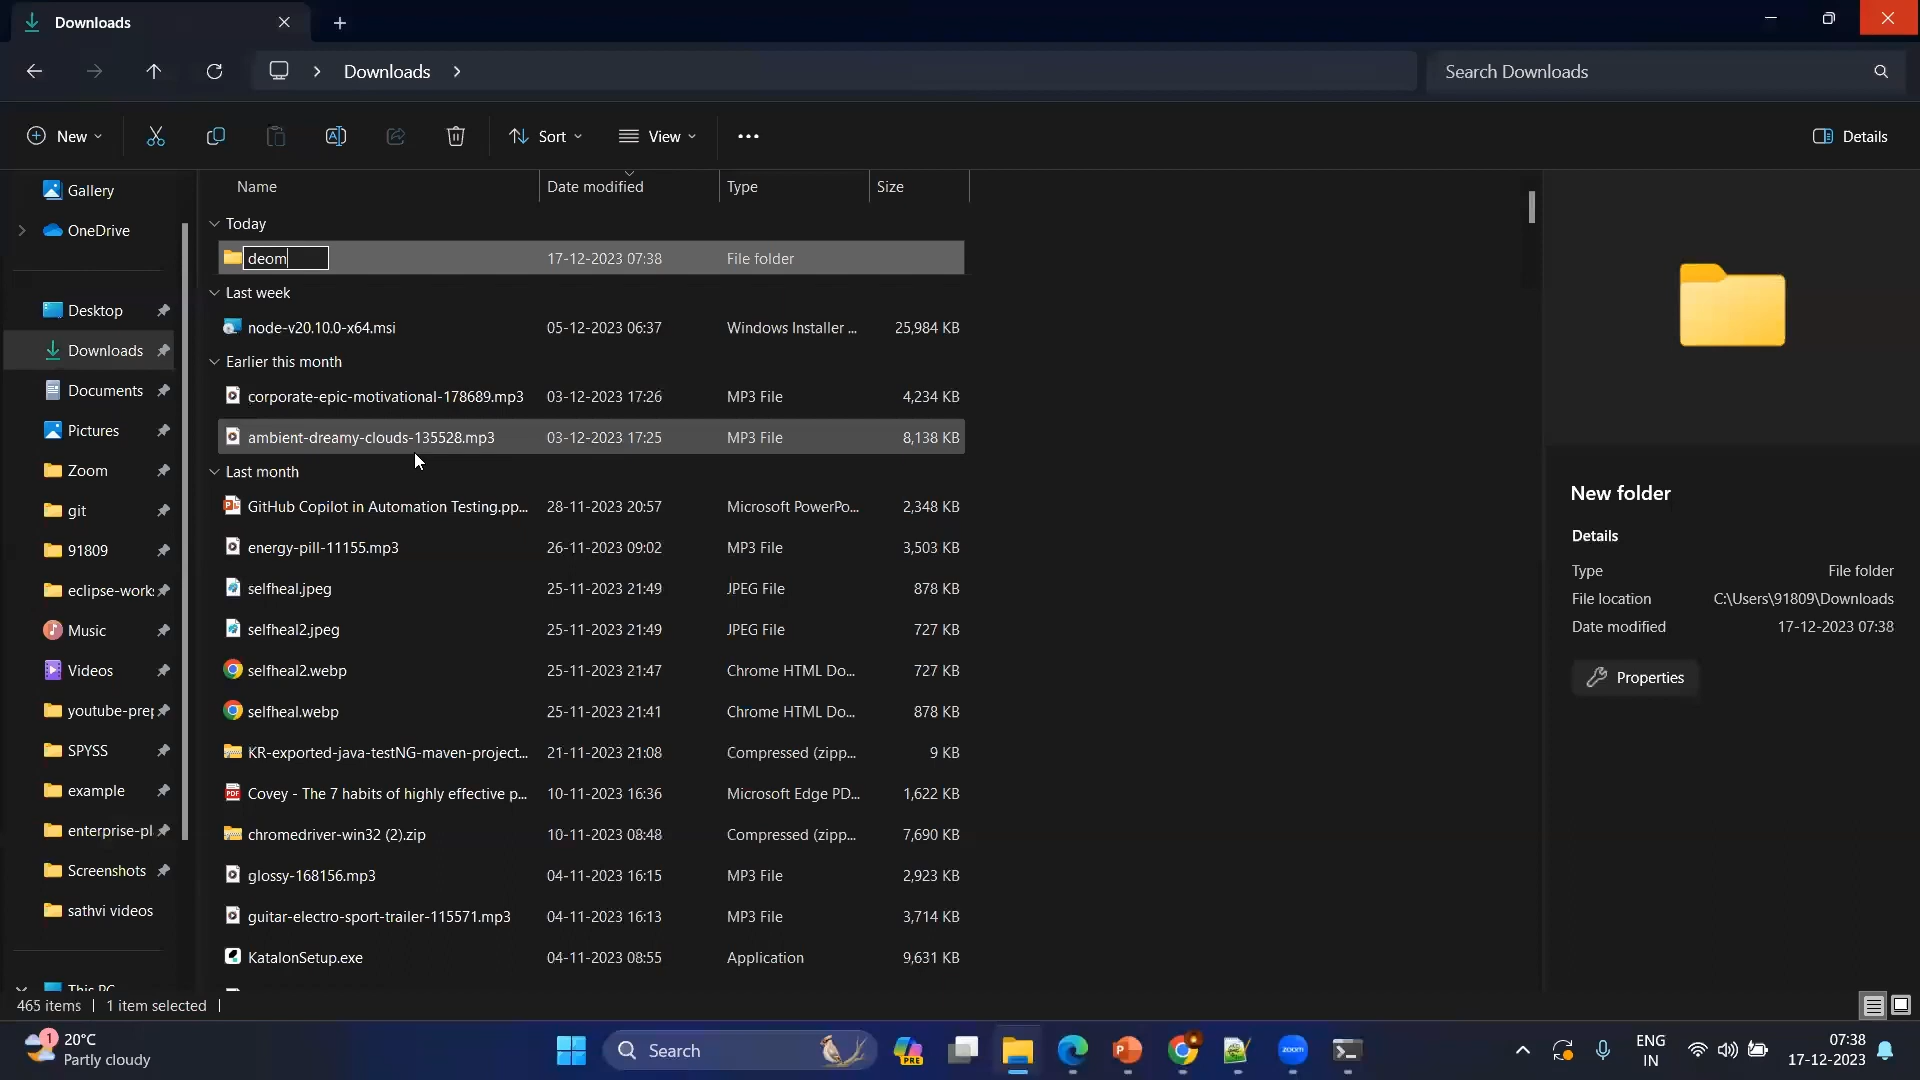 Downloads
Downloads
Search Downloads
New
Sort
View
Details
Gallery
OneDrive
Desktop
Downloads
Documents
Pictures
Zoom
git
91809
eclipse-works
Music
Videos
youtube-prep
SPYSS
example
enterprise-pl
Screenshots
sathvi videos
This PC
Name Date modified Type Size
Today
deom 17-12-2023 07:38 File folder
Last week
node-v20.10.0-x64.msi 05-12-2023 06:37 Windows Installer ... 25,984 KB
Earlier this month
corporate-epic-motivational-178689.mp3 03-12-2023 17:26 MP3 File 4,234 KB
ambient-dreamy-clouds-135528.mp3 03-12-2023 17:25 MP3 File 8,138 KB
Last month
GitHub Copilot in Automation Testing.pp... 28-11-2023 20:57 Microsoft PowerPo... 2,348 KB
energy-pill-11155.mp3 26-11-2023 09:02 MP3 File 3,503 KB
selfheal.jpeg 25-11-2023 21:49 JPEG File 878 KB
selfheal2.jpeg 25-11-2023 21:49 JPEG File 727 KB
selfheal2.webp 25-11-2023 21:47 Chrome HTML Do... 727 KB
selfheal.webp 25-11-2023 21:41 Chrome HTML Do... 878 KB
KR-exported-java-testNG-maven-project... 21-11-2023 21:08 Compressed (zipp... 9 KB
Covey - The 7 habits of highly effective p... 10-11-2023 16:36 Microsoft Edge PD... 1,622 KB
chromedriver-win32 (2).zip 10-11-2023 08:48 Compressed (zipp... 7,690 KB
glossy-168156.mp3 04-11-2023 16:15 MP3 File 2,923 KB
guitar-electro-sport-trailer-115571.mp3 04-11-2023 16:13 MP3 File 3,714 KB
KatalonSetup.exe 04-11-2023 08:55 Application 9,631 KB
New folder
Details
Type File folder
File location C:\Users\91809\Downloads
Date modified 17-12-2023 07:38
Properties
465 items 1 item selected
1 20°C
Partly cloudy
Search
PRE
zoom
ENG
IN
07:38
17-12-2023